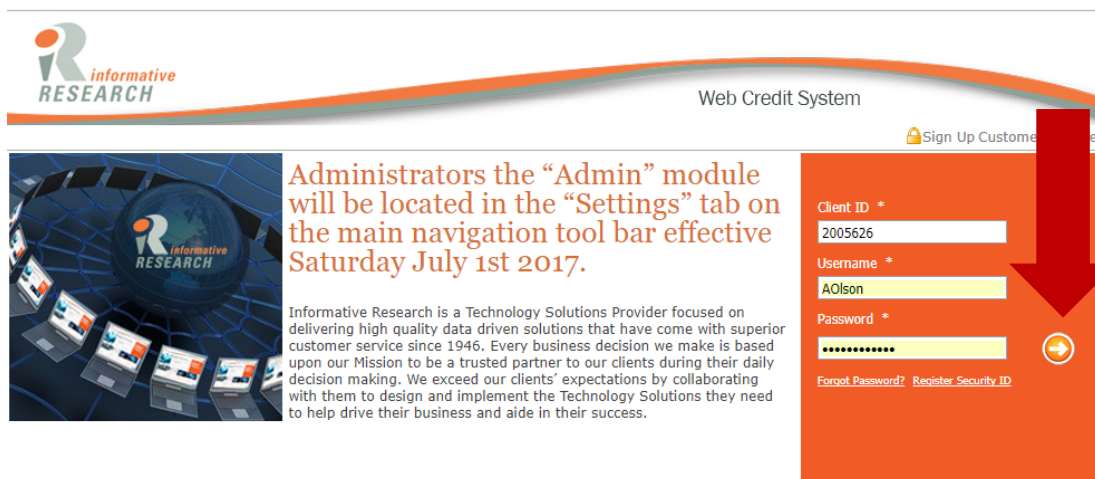 informative
RESEARCH
Web Credit System
Sign Up Custome
Administrators the “Admin” module
will be located in the “Settings” tab on
the main navigation tool bar effective
Saturday July 1st 2017.
informative
RESEARCH
Informative Research is a Technology Solutions Provider focused on
delivering high quality data driven solutions that have come with superior
customer service since 1946. Every business decision we make is based
upon our Mission to be a trusted partner to our clients during their daily
decision making. We exceed our clients’ expectations by collaborating
with them to design and implement the Technology Solutions they need
to help drive their business and aide in their success.
Client ID *
2005626
Username *
AOlson
Password *
••••••••••••
Forgot Password? Register Security ID